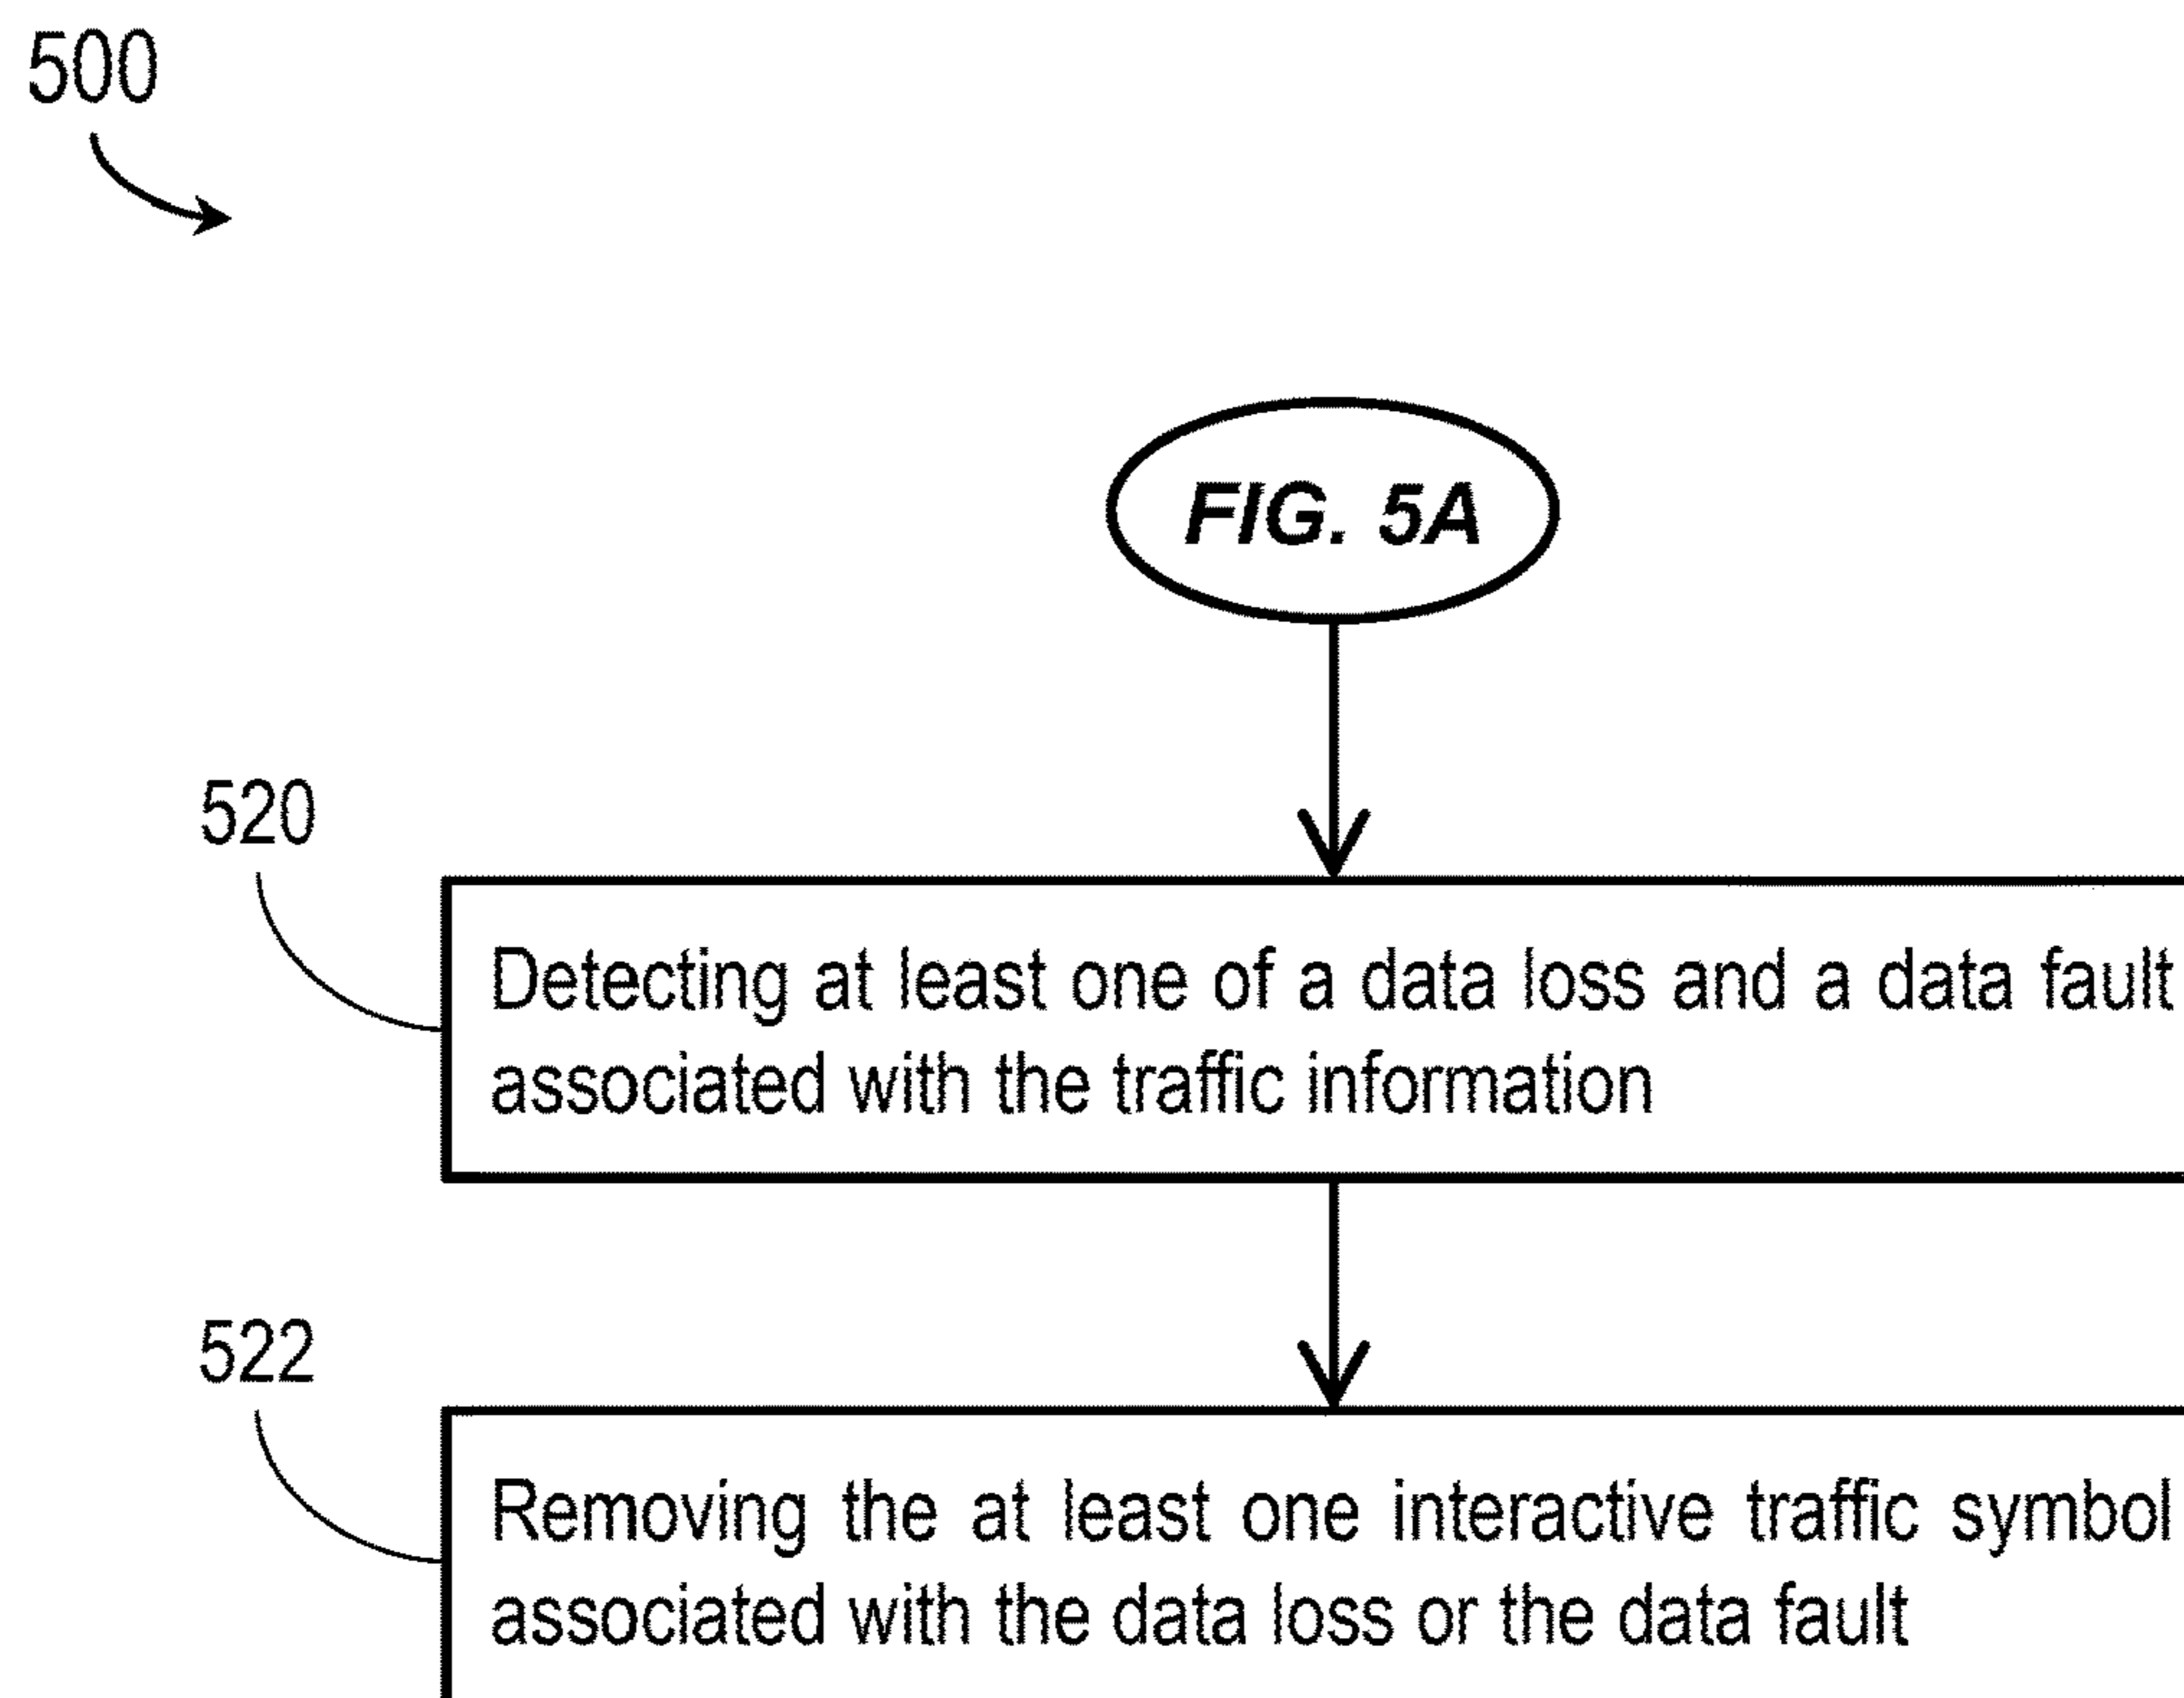 500
FIG. 5A
520
Detecting at least one of a data loss and a data fault
associated with the traffic information
522
Removing the at least one interactive traffic symbol
associated with the data loss or the data fault